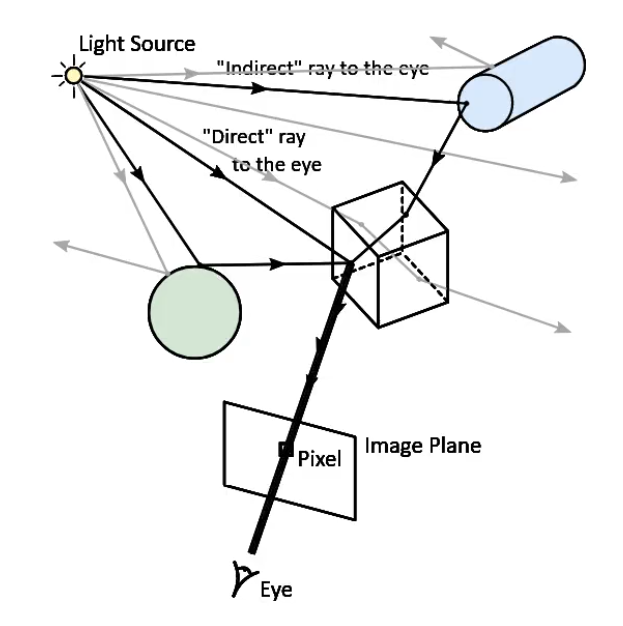 Light Source
"Indirect" ray to the eye
"Direct" ray
to the eye
Image Plane
Pixel
Eye